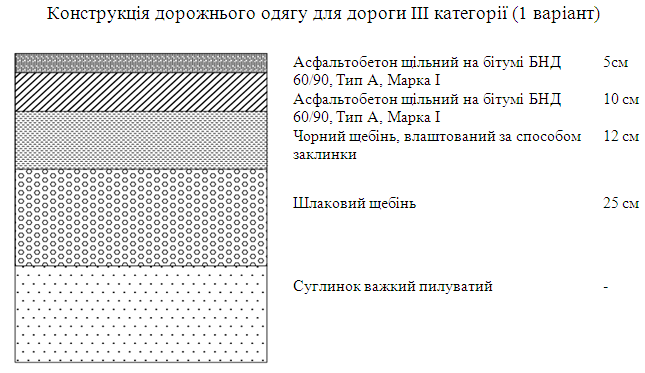 Конструкція дорожнього одягу для дороги III категорії (1 варіант)
Асфальтобетон щільний на бітумі БНД 5см
60/90, Тип А, Марка I
Асфальтобетон щільний на бітумі БНД 10 см
60/90, Тип А, Марка I
Чорний щебінь, влаштований за способом 12 см
заклинки
Шлаковий щебінь 25 см
Суглинок важкий пилуватий -